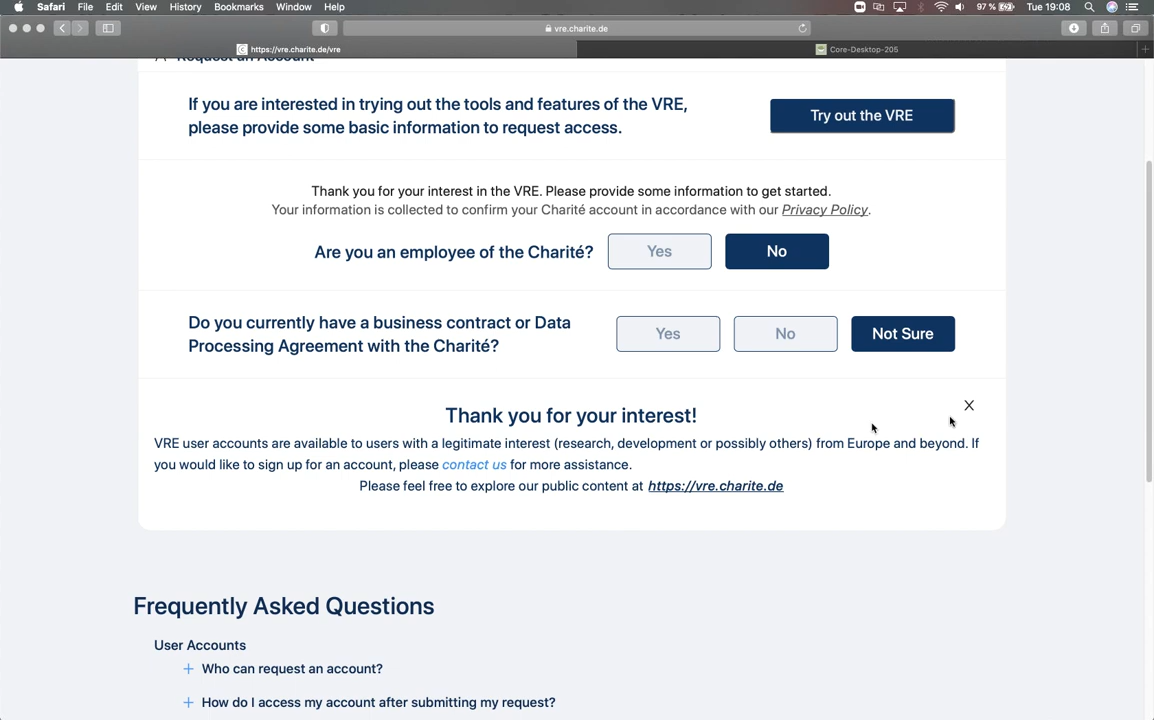 Safari File Edit View History Bookmarks Window Help 97 % Tue 19:08
vre.charite.de
https://vre.charite.de/vre Core-Desktop-205
Request an Account
If you are interested in trying out the tools and features of the VRE,
please provide some basic information to request access.
Try out the VRE
Thank you for your interest in the VRE. Please provide some information to get started.
Your information is collected to confirm your Charité account in accordance with our Privacy Policy.
Are you an employee of the Charité? Yes No
Do you currently have a business contract or Data
Processing Agreement with the Charité?
Yes No Not Sure
X
Thank you for your interest!
VRE user accounts are available to users with a legitimate interest (research, development or possibly others) from Europe and beyond. If
you would like to sign up for an account, please contact us for more assistance.
Please feel free to explore our public content at https://vre.charite.de
Frequently Asked Questions
User Accounts
+ Who can request an account?
+ How do I access my account after submitting my request?